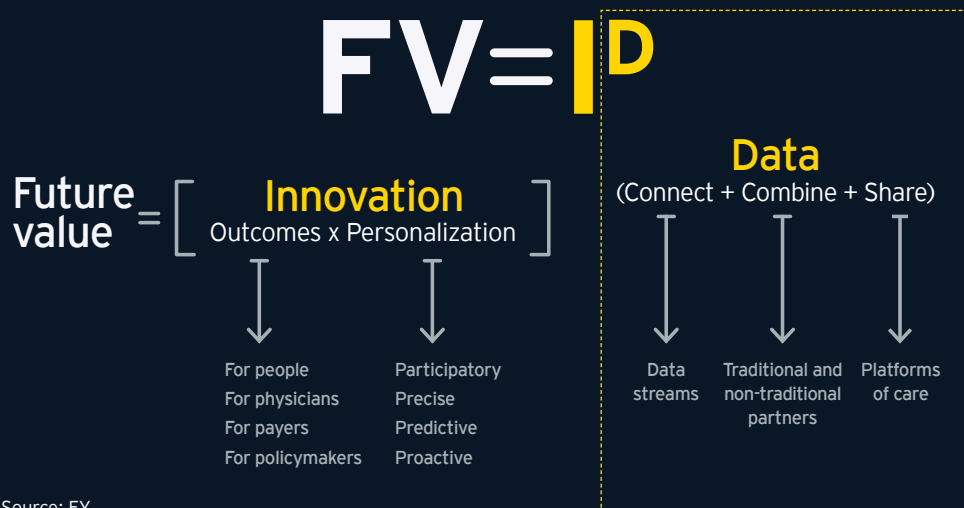 FV=I^D
Future
value
=
[Innovation]
Outcomes x Personalization
Data
(Connect + Combine + Share)
For people
For physicians
For payers
For policymakers
Participatory
Precise
Predictive
Proactive
Data
streams
Traditional and
non-traditional
partners
Platforms
of care
Source: EY